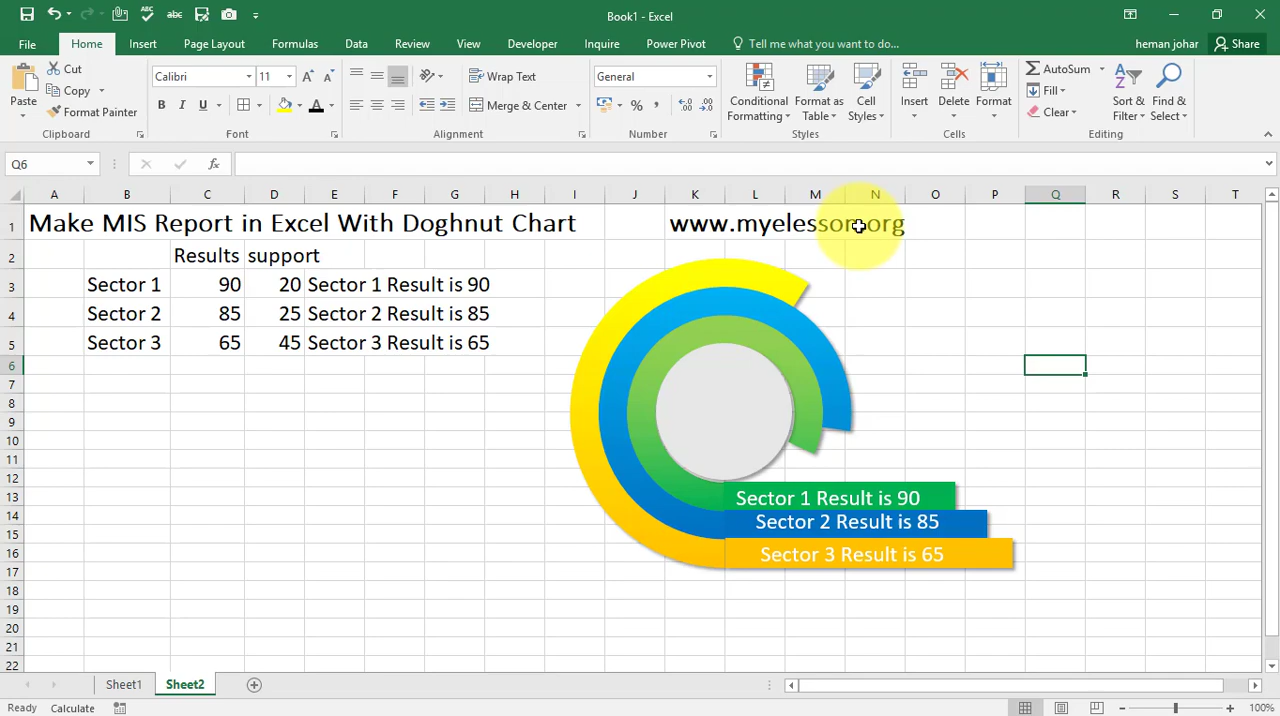 Book1 - Excel
File Home Insert Page Layout Formulas Data Review View Developer Inquire Power Pivot Tell me what you want to do... heman johar Share
Cut
Copy
Format Painter
Paste
Clipboard
Calibri 11
B I U
Font
Wrap Text
Merge & Center
Alignment
General
% ,
Number
Conditional Formatting
Format as Table
Cell Styles
Styles
Insert Delete Format
Cells
AutoSum
Fill
Clear
Sort & Filter
Find & Select
Editing
Q6 fx
A B C D E F G H I J K L M N O P Q R S T
1 Make MIS Report in Excel With Doghnut Chart www.myelesson.org
2 Results support
3 Sector 1 90 20 Sector 1 Result is 90
4 Sector 2 85 25 Sector 2 Result is 85
5 Sector 3 65 45 Sector 3 Result is 65
6
7
8
9
10
11
12
13
14
15
16
17
18
19
20
21
22
Sector 1 Result is 90
Sector 2 Result is 85
Sector 3 Result is 65
Sheet1 Sheet2
Ready Calculate 100%